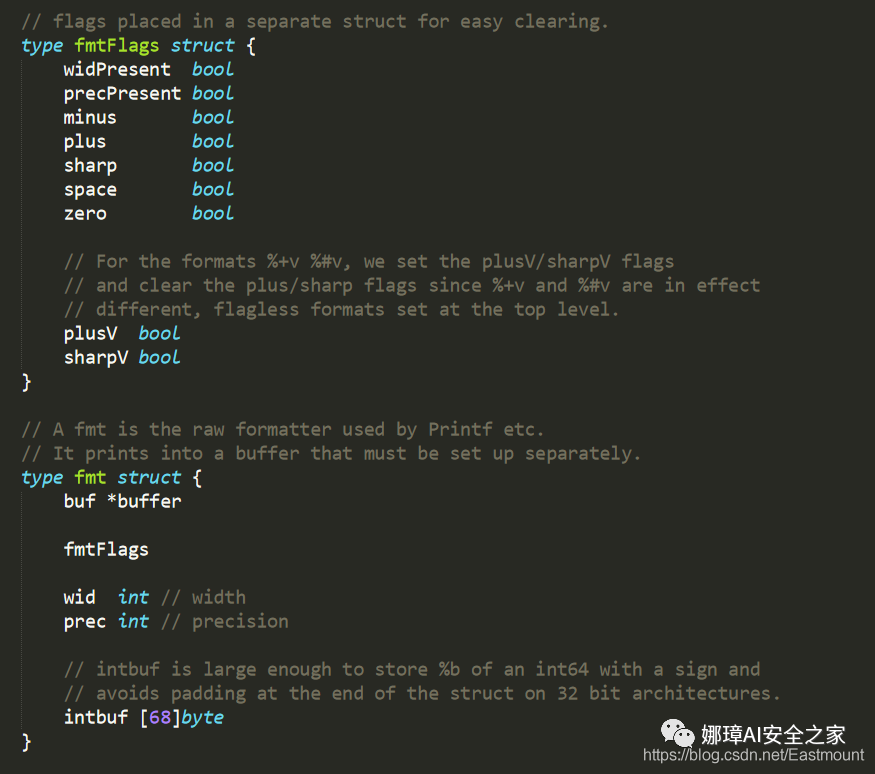 // flags placed in a separate struct for easy clearing.
type fmtFlags struct {
    widPresent  bool
    precPresent bool
    minus       bool
    plus        bool
    sharp       bool
    space       bool
    zero        bool

    // For the formats %+v %#v, we set the plusV/sharpV flags
    // and clear the plus/sharp flags since %+v and %#v are in effect
    // different, flagless formats set at the top level.
    plusV  bool
    sharpV bool
}

// A fmt is the raw formatter used by Printf etc.
// It prints into a buffer that must be set up separately.
type fmt struct {
    buf *buffer

    fmtFlags

    wid  int // width
    prec int // precision

    // intbuf is large enough to store %b of an int64 with a sign and
    // avoids padding at the end of the struct on 32 bit architectures.
    intbuf [68]byte
}
娜璋AI安全之家
https://blog.csdn.net/Eastmount